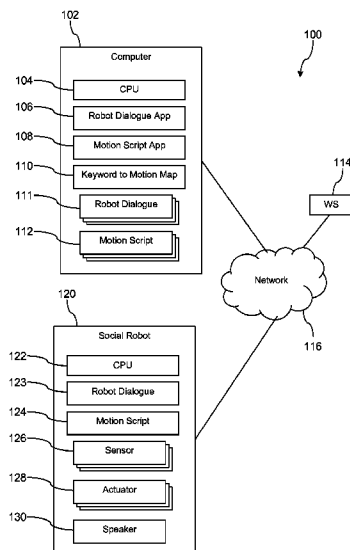 102
Computer
100
104
CPU
106
Robot Dialogue App
108
Motion Script App
110
Keyword to Motion Map
111
Robot Dialogue
112
Motion Script
114
WS
Network
116
120
Social Robot
122
CPU
123
Robot Dialogue
124
Motion Script
126
Sensor
128
Actuator
130
Speaker